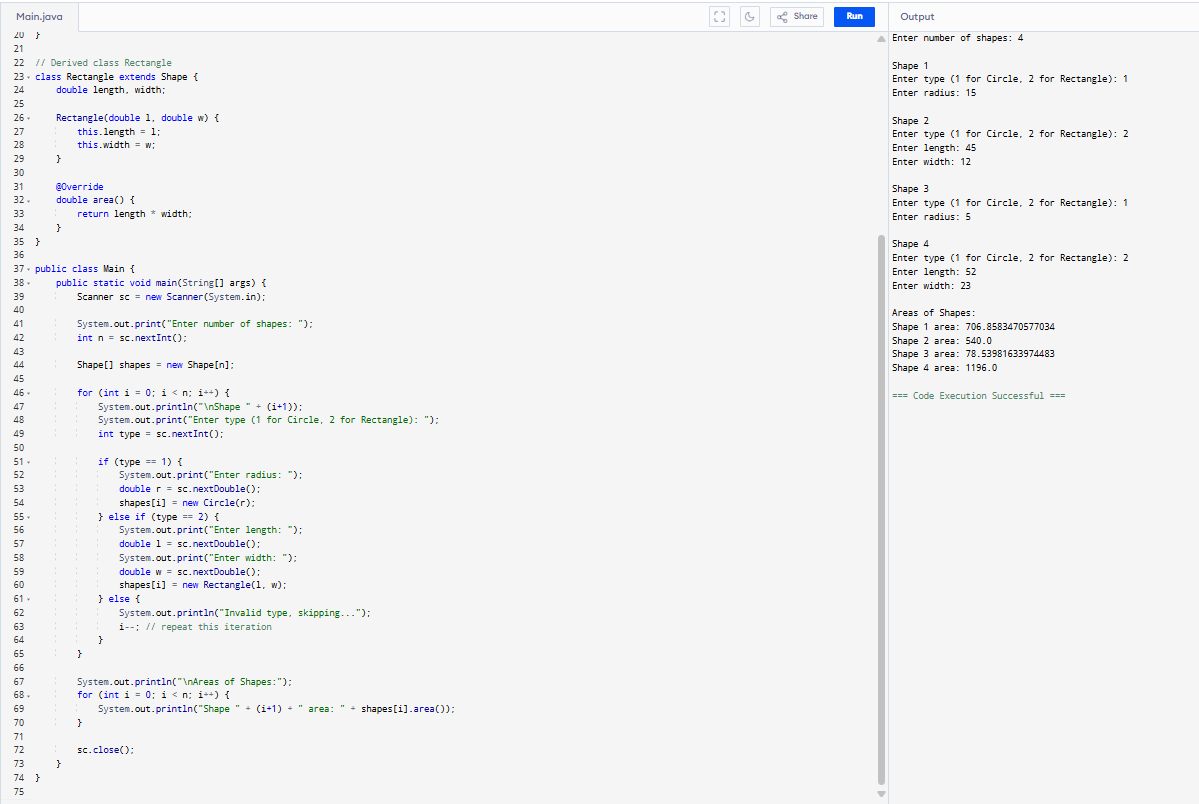 Main.java
Share
Run
Output
20 }
21
22 // Derived class Rectangle
23 class Rectangle extends Shape {
24     double length, width;
25
26     Rectangle(double l, double w) {
27         this.length = l;
28         this.width = w;
29     }
30
31     @Override
32     double area() {
33         return length * width;
34     }
35 }
36
37 public class Main {
38     public static void main(String[] args) {
39         Scanner sc = new Scanner(System.in);
40
41         System.out.print("Enter number of shapes: ");
42         int n = sc.nextInt();
43
44         Shape[] shapes = new Shape[n];
45
46         for (int i = 0; i < n; i++) {
47             System.out.println("\nShape " + (i+1));
48             System.out.print("Enter type (1 for Circle, 2 for Rectangle): ");
49             int type = sc.nextInt();
50
51             if (type == 1) {
52                 System.out.print("Enter radius: ");
53                 double r = sc.nextDouble();
54                 shapes[i] = new Circle(r);
55             } else if (type == 2) {
56                 System.out.print("Enter length: ");
57                 double l = sc.nextDouble();
58                 System.out.print("Enter width: ");
59                 double w = sc.nextDouble();
60                 shapes[i] = new Rectangle(l, w);
61             } else {
62                 System.out.println("Invalid type, skipping...");
63                 i--; // repeat this iteration
64             }
65         }
66
67         System.out.println("\nAreas of Shapes:");
68         for (int i = 0; i < n; i++) {
69             System.out.println("Shape " + (i+1) + " area: " + shapes[i].area());
70         }
71
72         sc.close();
73     }
74 }
75
Enter number of shapes: 4

Shape 1
Enter type (1 for Circle, 2 for Rectangle): 1
Enter radius: 15

Shape 2
Enter type (1 for Circle, 2 for Rectangle): 2
Enter length: 45
Enter width: 12

Shape 3
Enter type (1 for Circle, 2 for Rectangle): 1
Enter radius: 5

Shape 4
Enter type (1 for Circle, 2 for Rectangle): 2
Enter length: 52
Enter width: 23

Areas of Shapes:
Shape 1 area: 706.8583470577034
Shape 2 area: 540.0
Shape 3 area: 78.53981633974483
Shape 4 area: 1196.0

=== Code Execution Successful ===